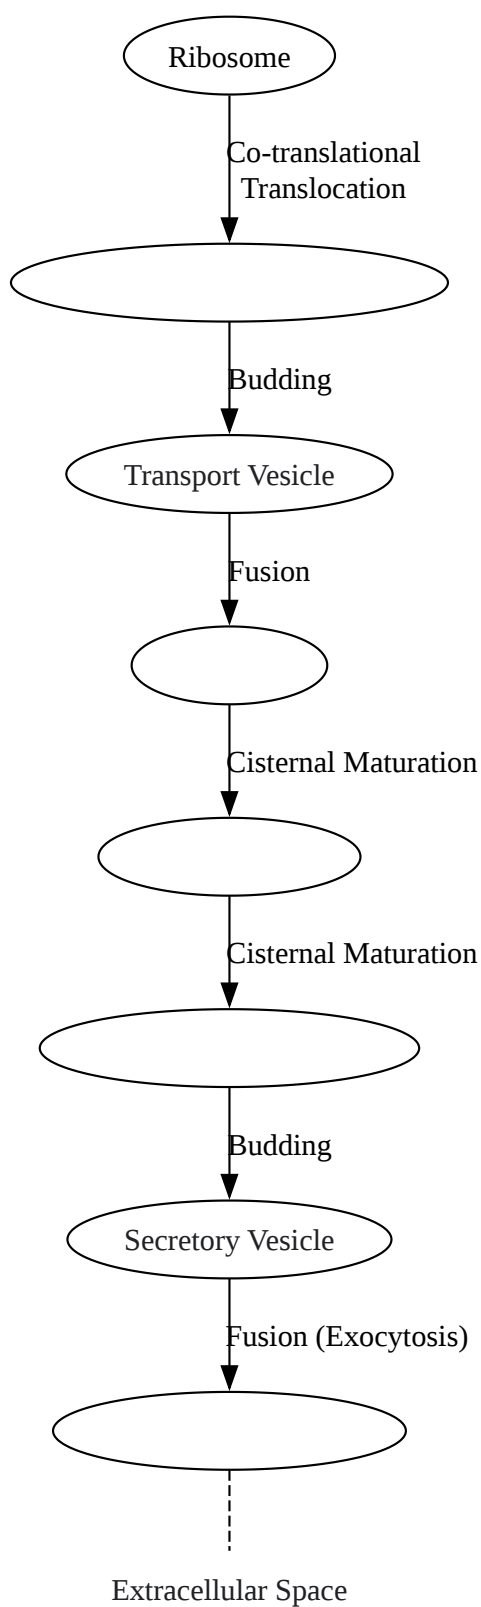 Ribosome
Co-translational
Translocation
Budding
Transport Vesicle
Fusion
Cisternal Maturation
Cisternal Maturation
Budding
Secretory Vesicle
Fusion (Exocytosis)
Extracellular Space